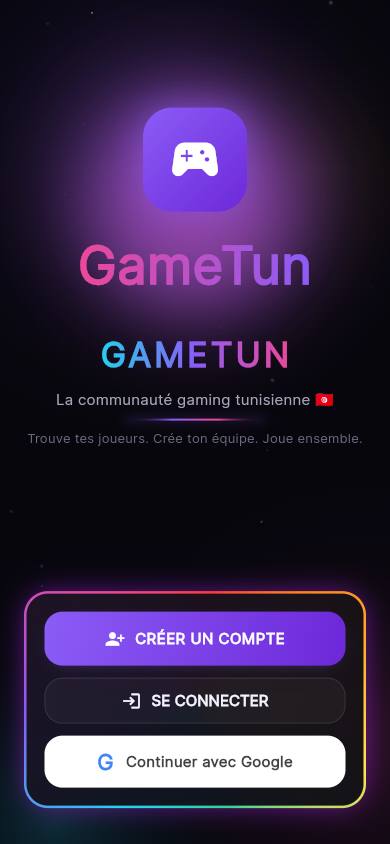 GameTun
GAMETUN
La communauté gaming tunisienne 🇹🇳
Trouve tes joueurs. Crée ton équipe. Joue ensemble.
CRÉER UN COMPTE
SE CONNECTER
G Continuer avec Google